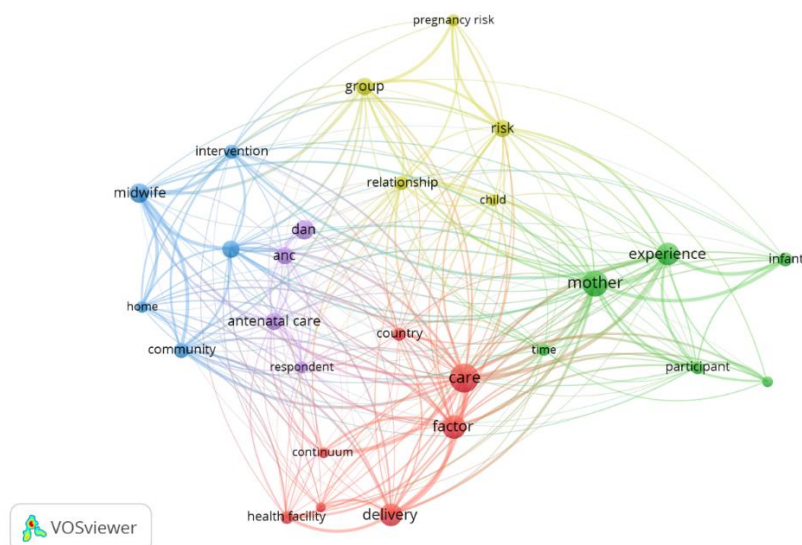 pregnancy risk
group
risk
intervention
relationship
midwife
child
dan
anc
experience
infant
mother
home
antenatal care
country
community
time
respondent
participant
care
factor
continuum
health facility
delivery
VOSviewer